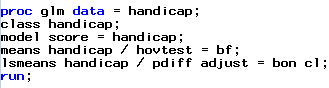 proc glm data = handicap;
class handicap;
model score = handicap;
means handicap / hovtest = bf;
lsmeans handicap / pdiff adjust = bon cl;
run;